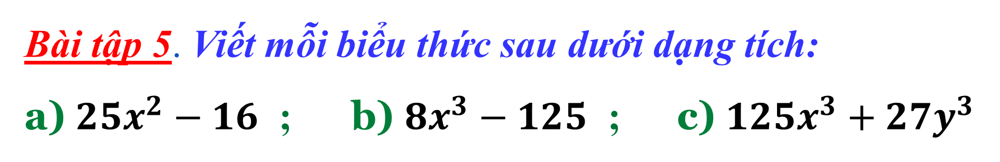 Bài tập 5. Viết mỗi biểu thức sau dưới dạng tích:
a) 25x² − 16 ; b) 8x³ − 125 ; c) 125x³ + 27y³